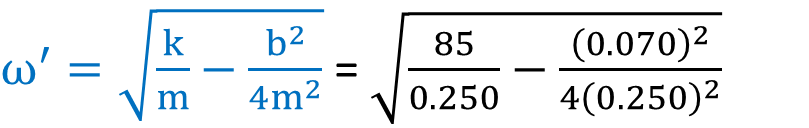 ω′ = √(k/m − b²/4m²) = √(85/0.250 − (0.070)²/4(0.250)²)